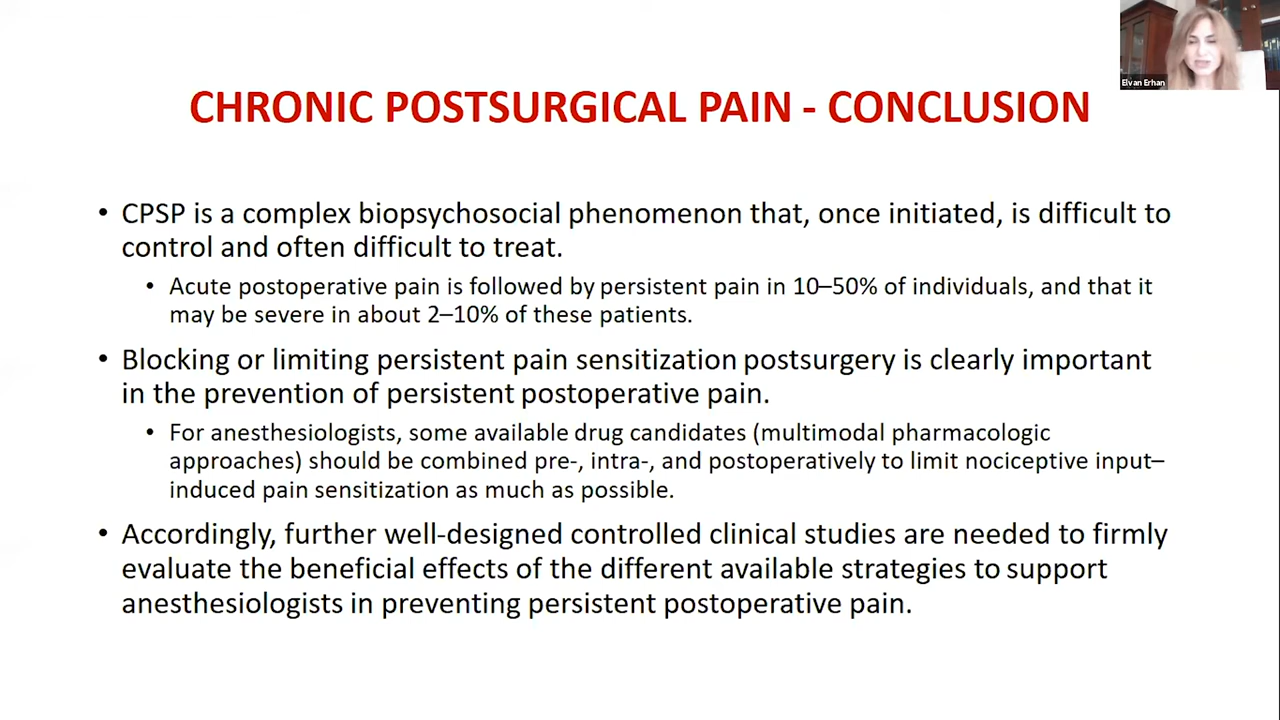 Elvan Erhan
CHRONIC POSTSURGICAL PAIN - CONCLUSION
• CPSP is a complex biopsychosocial phenomenon that, once initiated, is difficult to
control and often difficult to treat.
• Acute postoperative pain is followed by persistent pain in 10–50% of individuals, and that it
may be severe in about 2–10% of these patients.
• Blocking or limiting persistent pain sensitization postsurgery is clearly important
in the prevention of persistent postoperative pain.
• For anesthesiologists, some available drug candidates (multimodal pharmacologic
approaches) should be combined pre-, intra-, and postoperatively to limit nociceptive input–
induced pain sensitization as much as possible.
• Accordingly, further well-designed controlled clinical studies are needed to firmly
evaluate the beneficial effects of the different available strategies to support
anesthesiologists in preventing persistent postoperative pain.